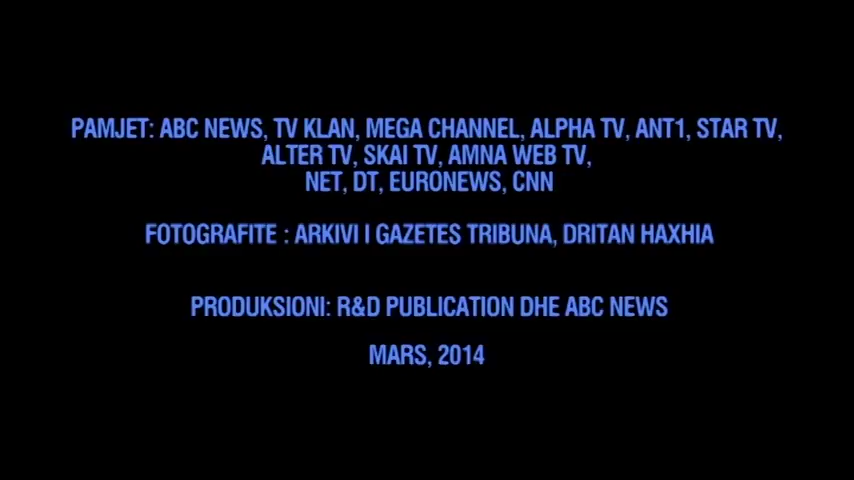 PAMJET: ABC NEWS, TV KLAN, MEGA CHANNEL, ALPHA TV, ANT1, STAR TV,
ALTER TV, SKAI TV, AMNA WEB TV,
NET, DT, EURONEWS, CNN
FOTOGRAFITE : ARKIVI I GAZETES TRIBUNA, DRITAN HAXHIA
PRODUKSIONI: R&D PUBLICATION DHE ABC NEWS
MARS, 2014